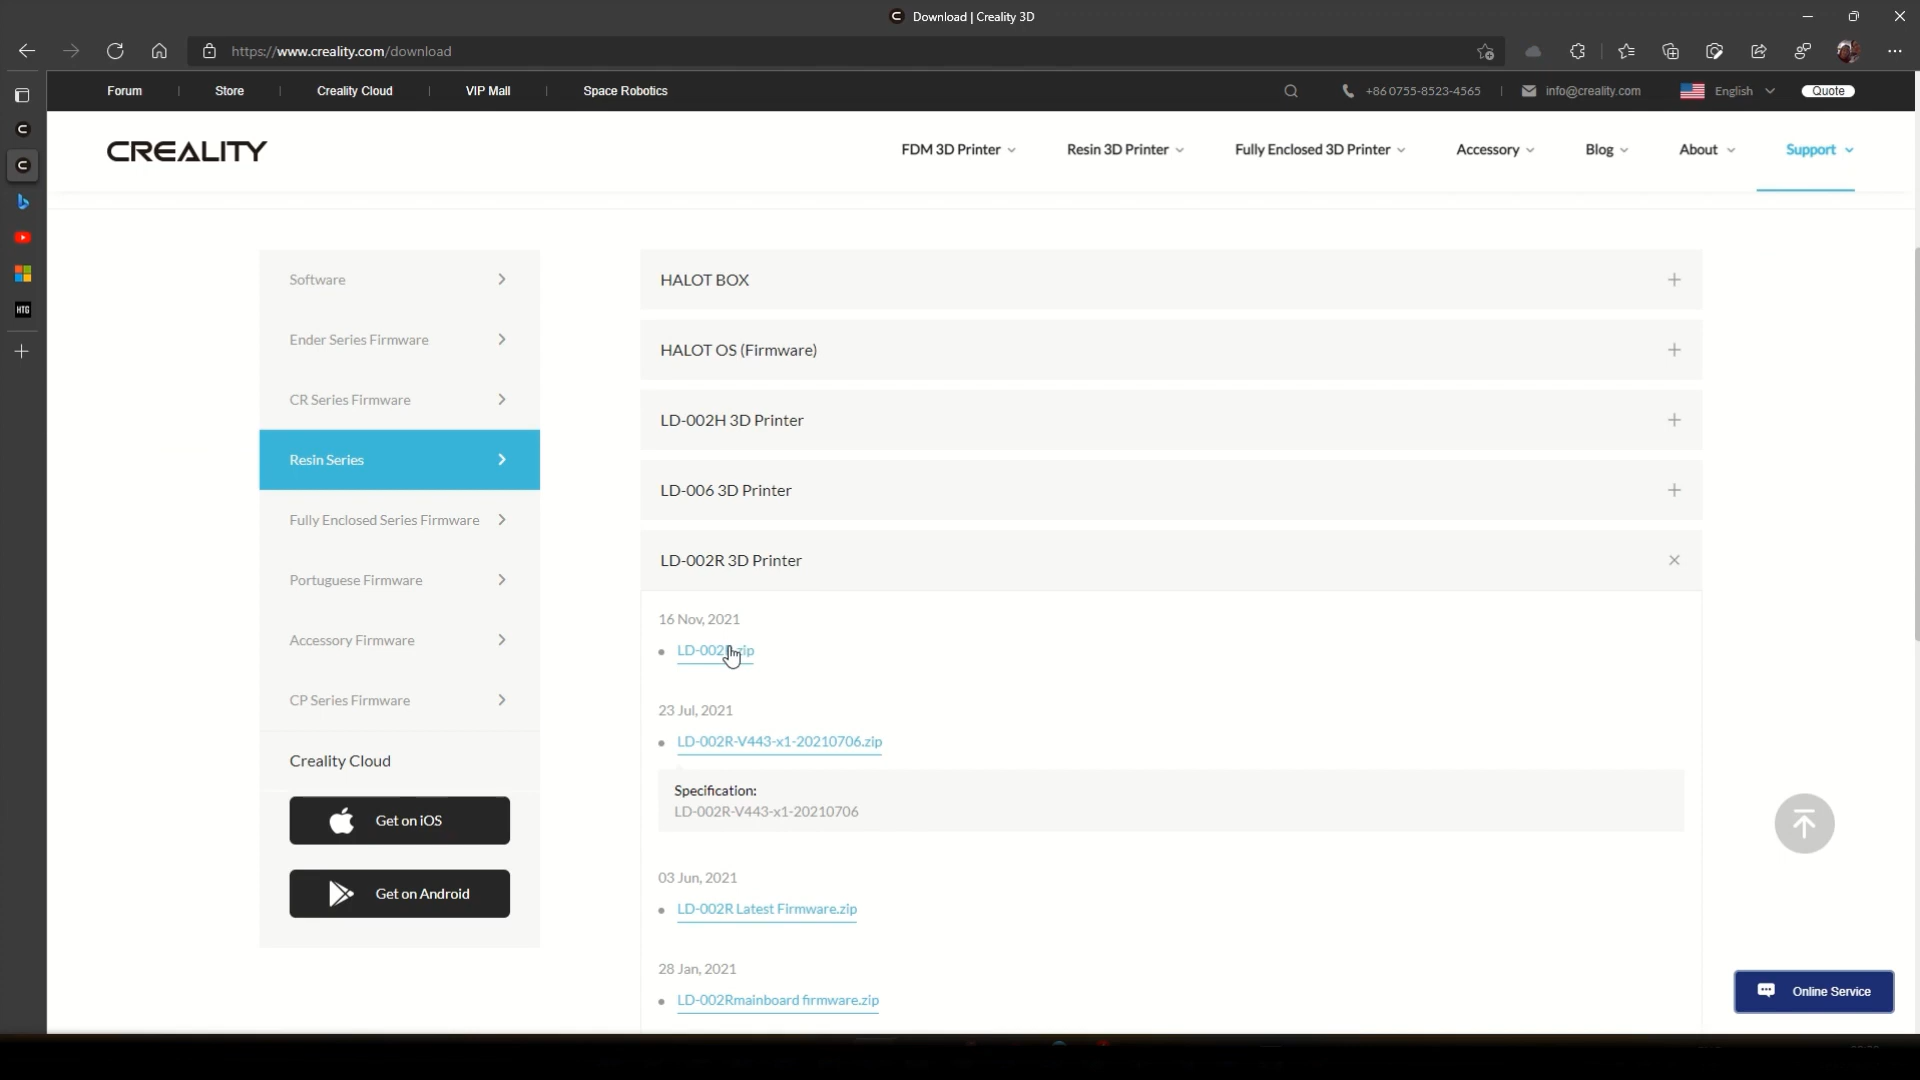 Download | Creality 3D
https://www.creality.com/download
Forum
Store
Creality Cloud
VIP Mall
Space Robotics
+86 0755-8523-4565
info@creality.com
English
Quote
CREALITY
FDM 3D Printer
Resin 3D Printer
Fully Enclosed 3D Printer
Accessory
Blog
About
Support
HTG
Software
Ender Series Firmware
CR Series Firmware
Resin Series
Fully Enclosed Series Firmware
Portuguese Firmware
Accessory Firmware
CP Series Firmware
Creality Cloud
Get on iOS
Get on Android
HALOT BOX
HALOT OS (Firmware)
LD-002H 3D Printer
LD-006 3D Printer
LD-002R 3D Printer
16 Nov, 2021
23 Jul, 2021
LD-002R-V443-x1-20210706.zip
Specification:
LD-002R-V443-x1-20210706
03 Jun, 2021
LD-002R Latest Firmware.zip
28 Jan, 2021
LD-002Rmainboard firmware.zip
Online Service